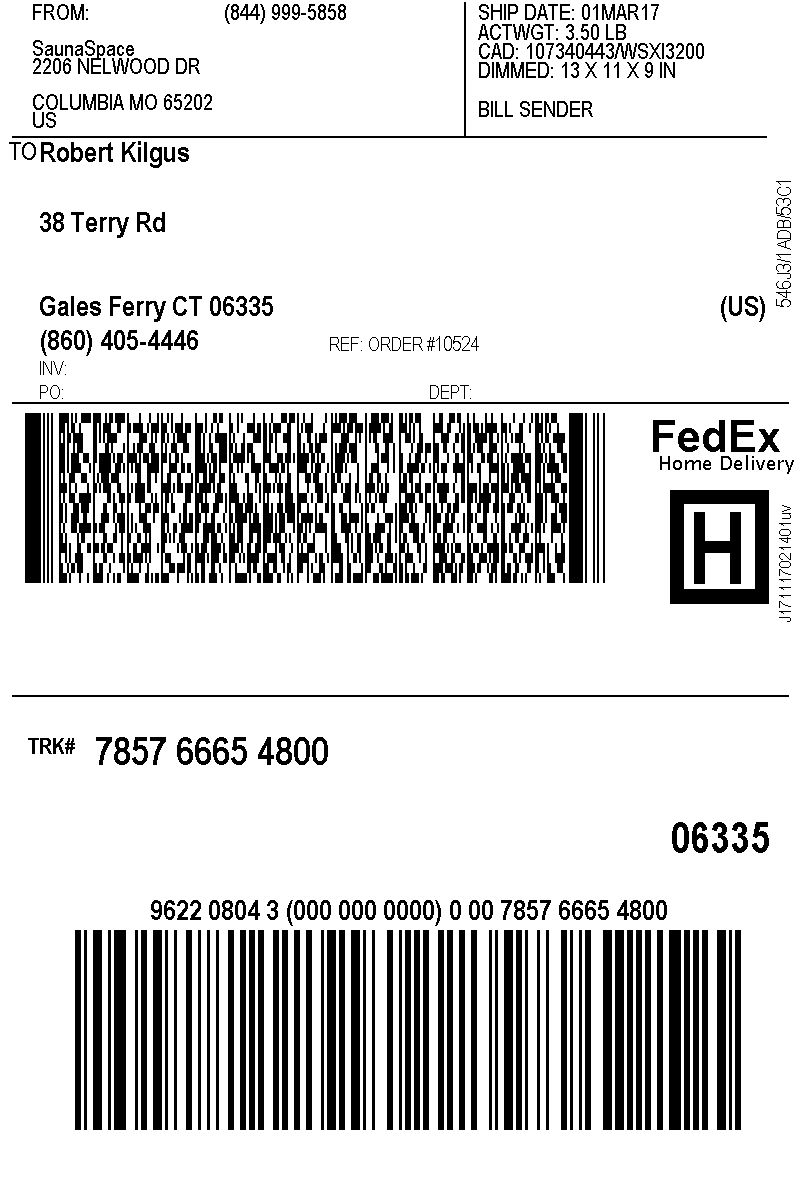 FROM: (844) 999-5858
SaunaSpace
2206 NELWOOD DR
COLUMBIA MO 65202
US
SHIP DATE: 01MAR17
ACTWGT: 3.50 LB
CAD: 107340443/WSXI3200
DIMMED: 13 X 11 X 9 IN
BILL SENDER
TO Robert Kilgus
38 Terry Rd
Gales Ferry CT 06335 (US)
(860) 405-4446 REF: ORDER #10524
INV:
PO: DEPT:
546J3/1ADB/53C1
FedEx
Home Delivery
H
J171117021401uv
TRK# 7857 6665 4800
06335
9622 0804 3 (000 000 0000) 0 00 7857 6665 4800